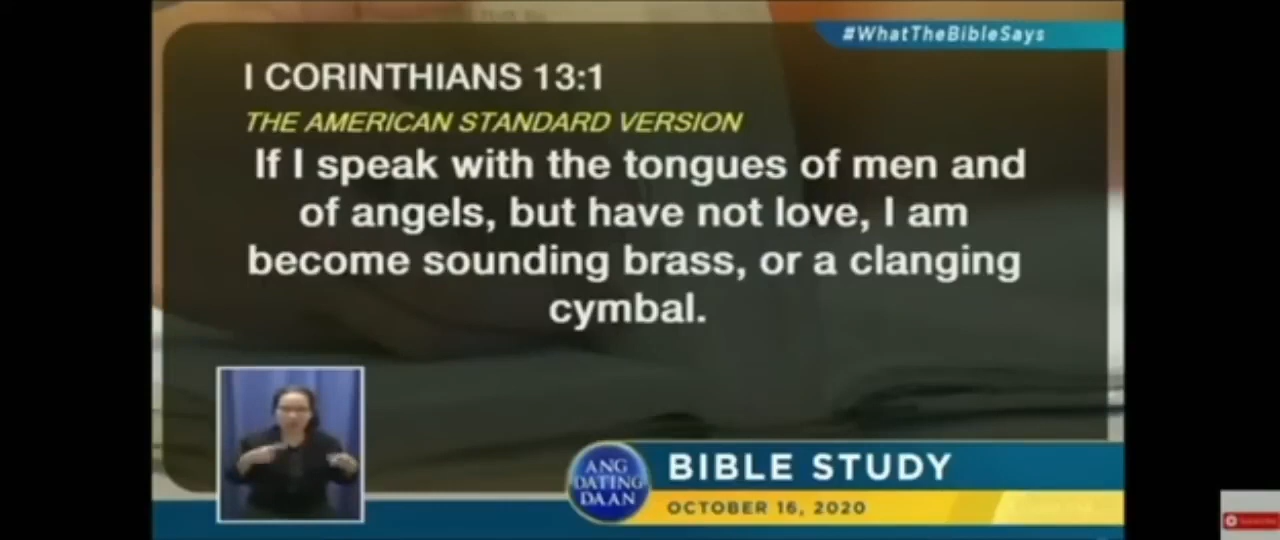 #WhatTheBibleSays
I CORINTHIANS 13:1
THE AMERICAN STANDARD VERSION
If I speak with the tongues of men and
of angels, but have not love, I am
become sounding brass, or a clanging
cymbal.
ANG
DATING
DAAN
BIBLE STUDY
OCTOBER 16, 2020